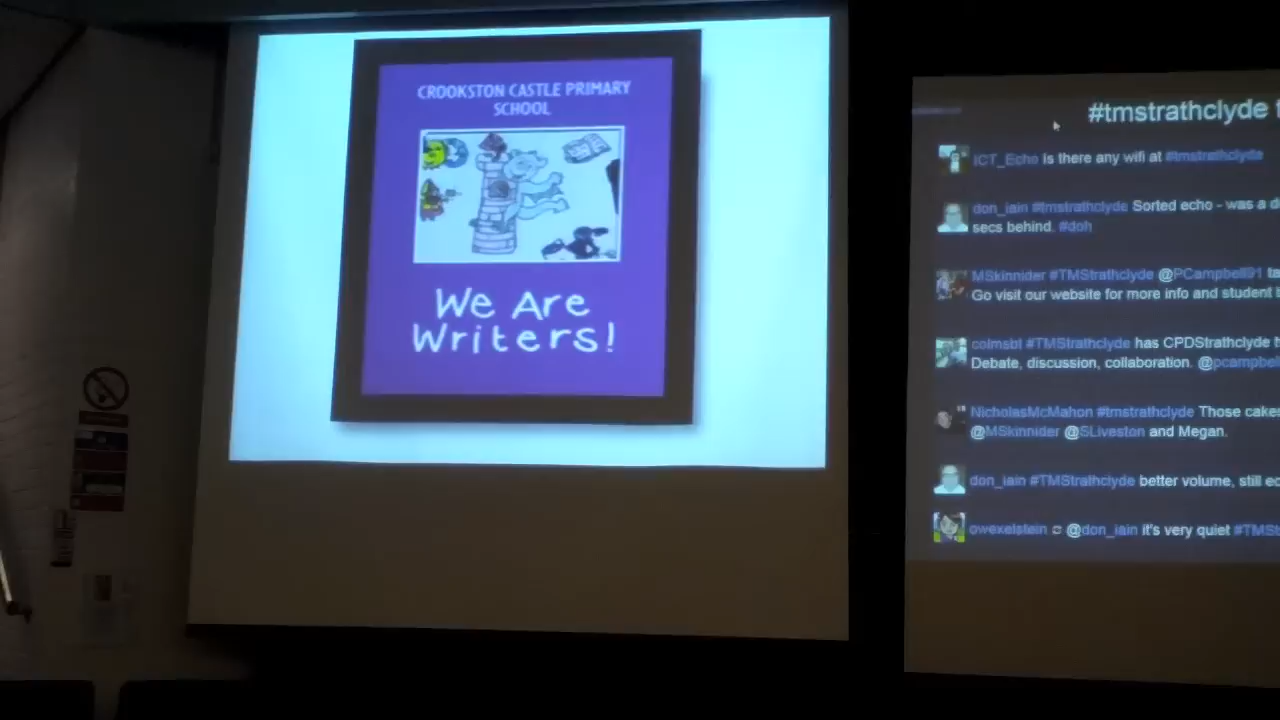 CROOKSTON CASTLE PRIMARY
SCHOOL
We Are
Writers!
#tmstrathclyde
ICT_Echo Is there any wifi at #tmstrathclyde
don_iain #tmstrathclyde Sorted echo - was a
secs behind. #doh
MSkinnider #TMStrathclyde @PCampbell91
Go visit our website for more info and student
colmsbt #TMStrathclyde has CPDStrathclyde
Debate, discussion, collaboration. @pcampbel
NicholasMcMahon #tmstrathclyde Those cakes
@MSkinnider @SLiveston and Megan.
don_iain #TMStrathclyde better volume, still
owexelstein @don_iain it's very quiet #TMSt